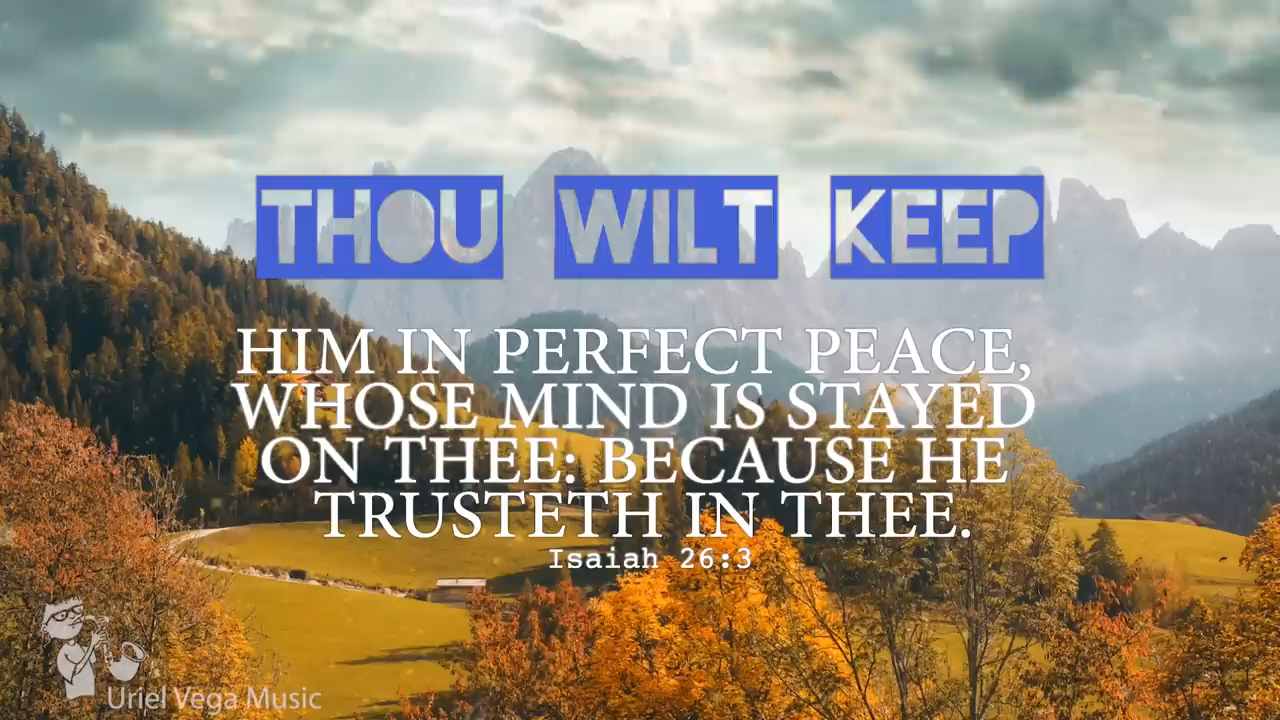 THOU WILT KEEP
HIM IN PERFECT PEACE,
WHOSE MIND IS STAYED
ON THEE: BECAUSE HE
TRUSTETH IN THEE.
Isaiah 26:3
Uriel Vega Music